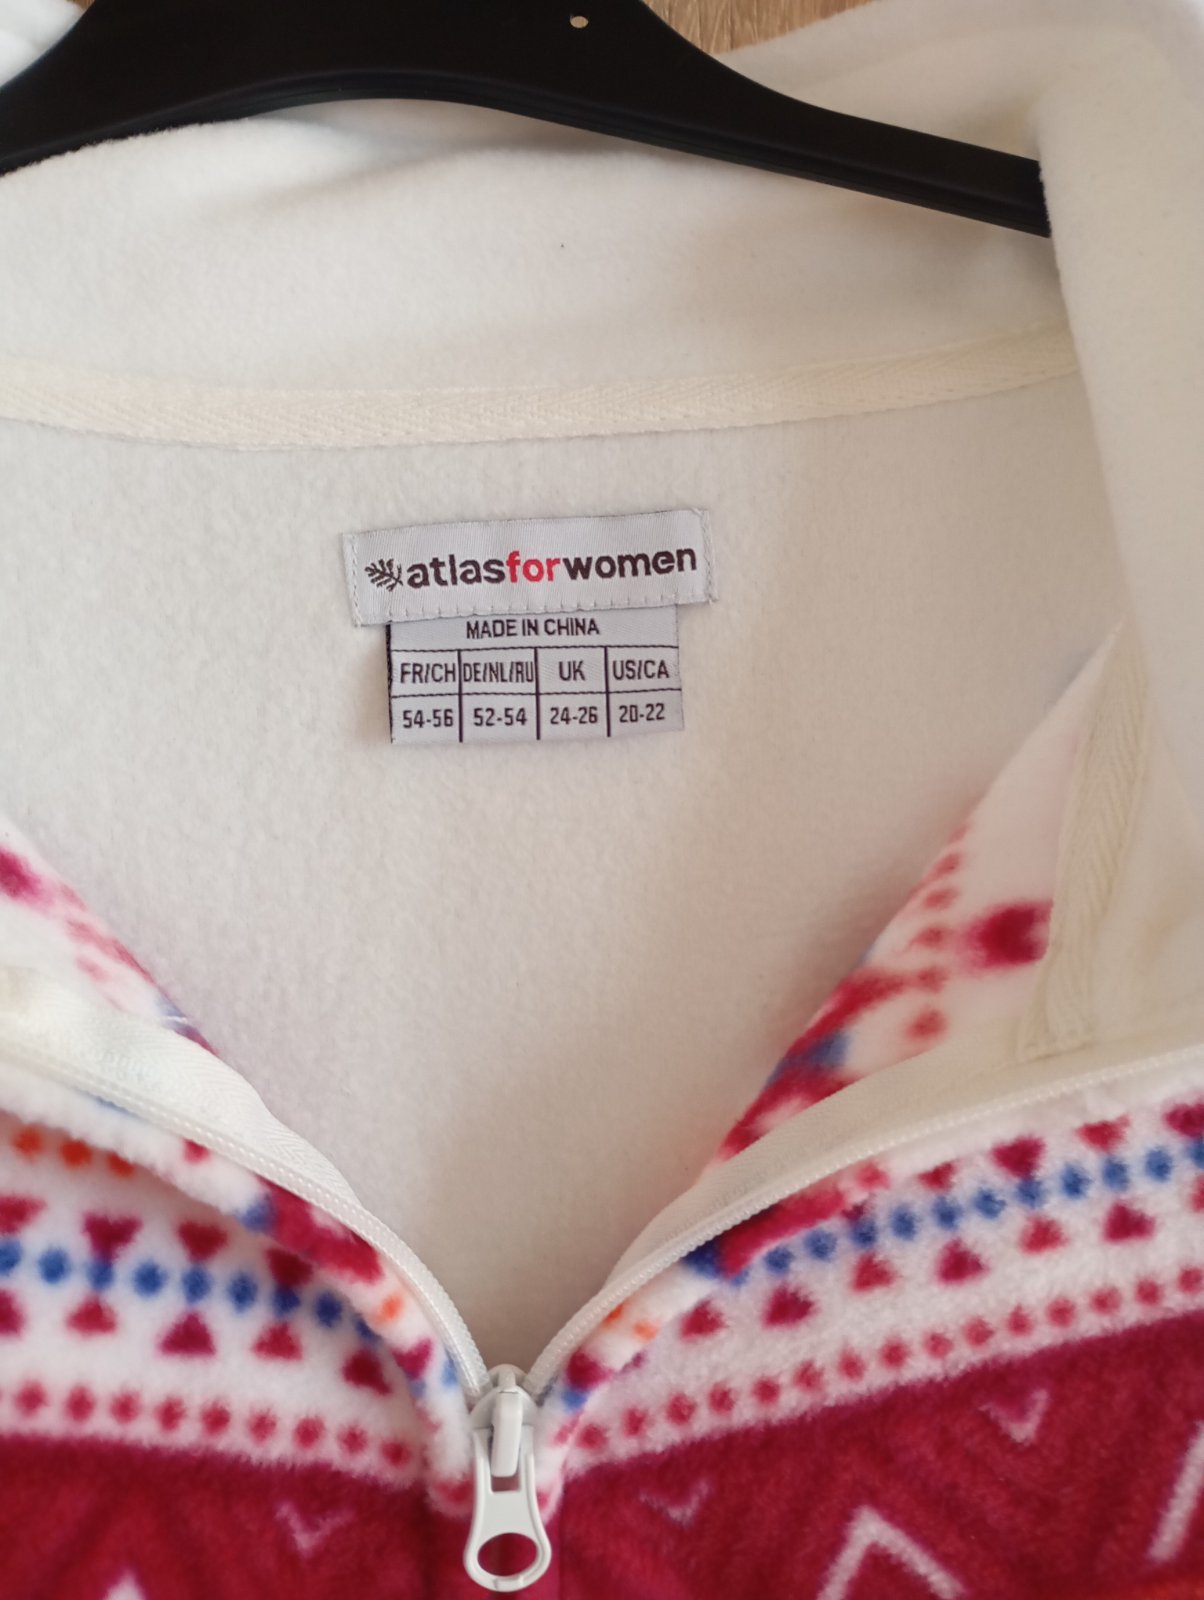 atlasforwomen
MADE IN CHINA
FR/CH DE/NL/RU UK US/CA
54-56 52-54 24-26 20-22